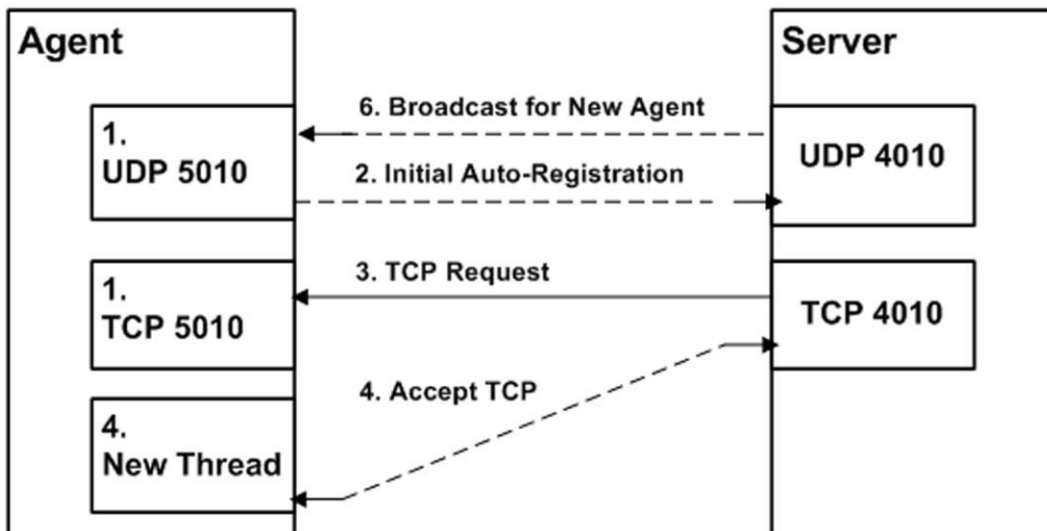 Agent
Server
6. Broadcast for New Agent
1.
UDP 5010
UDP 4010
2. Initial Auto-Registration
3. TCP Request
1.
TCP 5010
TCP 4010
4. Accept TCP
4.
New Thread